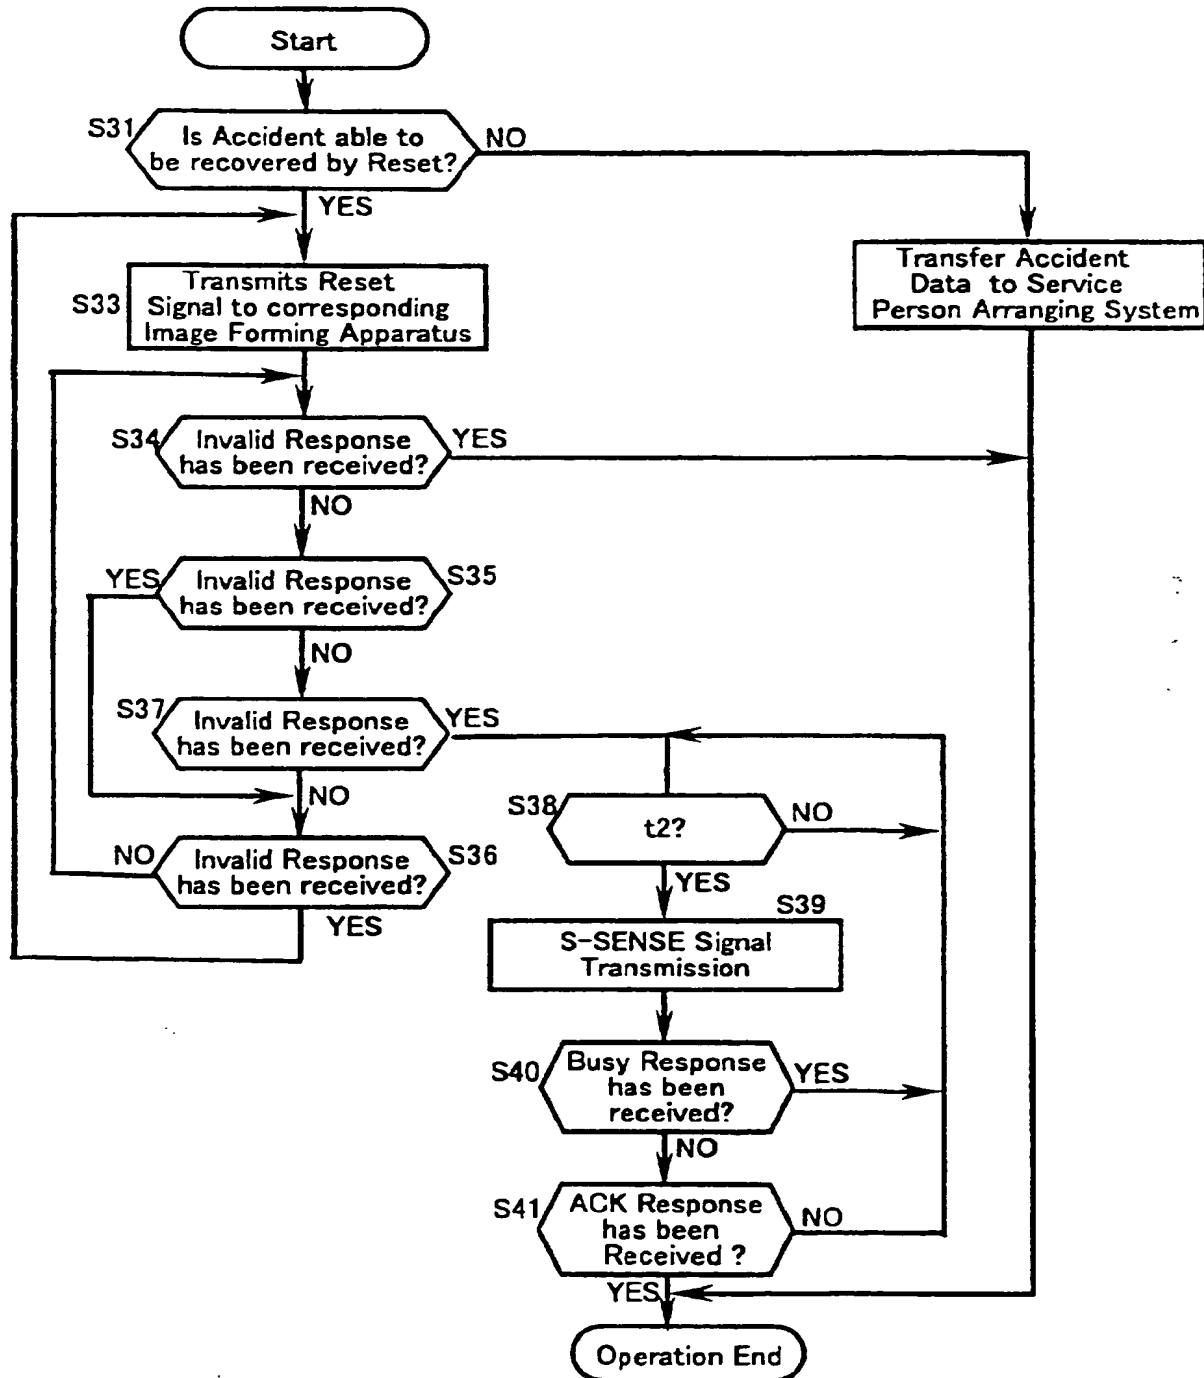 Start
S31
Is Accident able to
be recovered by Reset?
NO
YES
Transfer Accident
Data to Service
Person Arranging System
S33
Transmits Reset
Signal to corresponding
Image Forming Apparatus
S34
Invalid Response
has been received?
YES
NO
YES
Invalid Response
has been received?
S35
NO
S37
Invalid Response
has been received?
YES
NO
S38
t2?
NO
YES
NO
Invalid Response
has been received?
S36
YES
S39
S-SENSE Signal
Transmission
S40
Busy Response
has been
received?
YES
NO
S41
ACK Response
has been
Received ?
NO
YES
Operation End